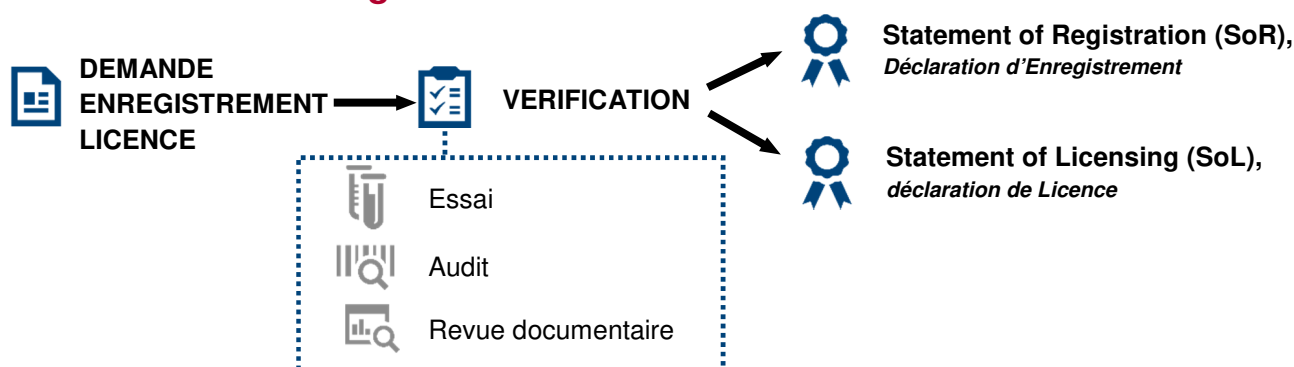 DEMANDE
ENREGISTREMENT
LICENCE
VERIFICATION
Statement of Registration (SoR),
Déclaration d'Enregistrement
Statement of Licensing (SoL),
déclaration de Licence
Essai
Audit
Revue documentaire